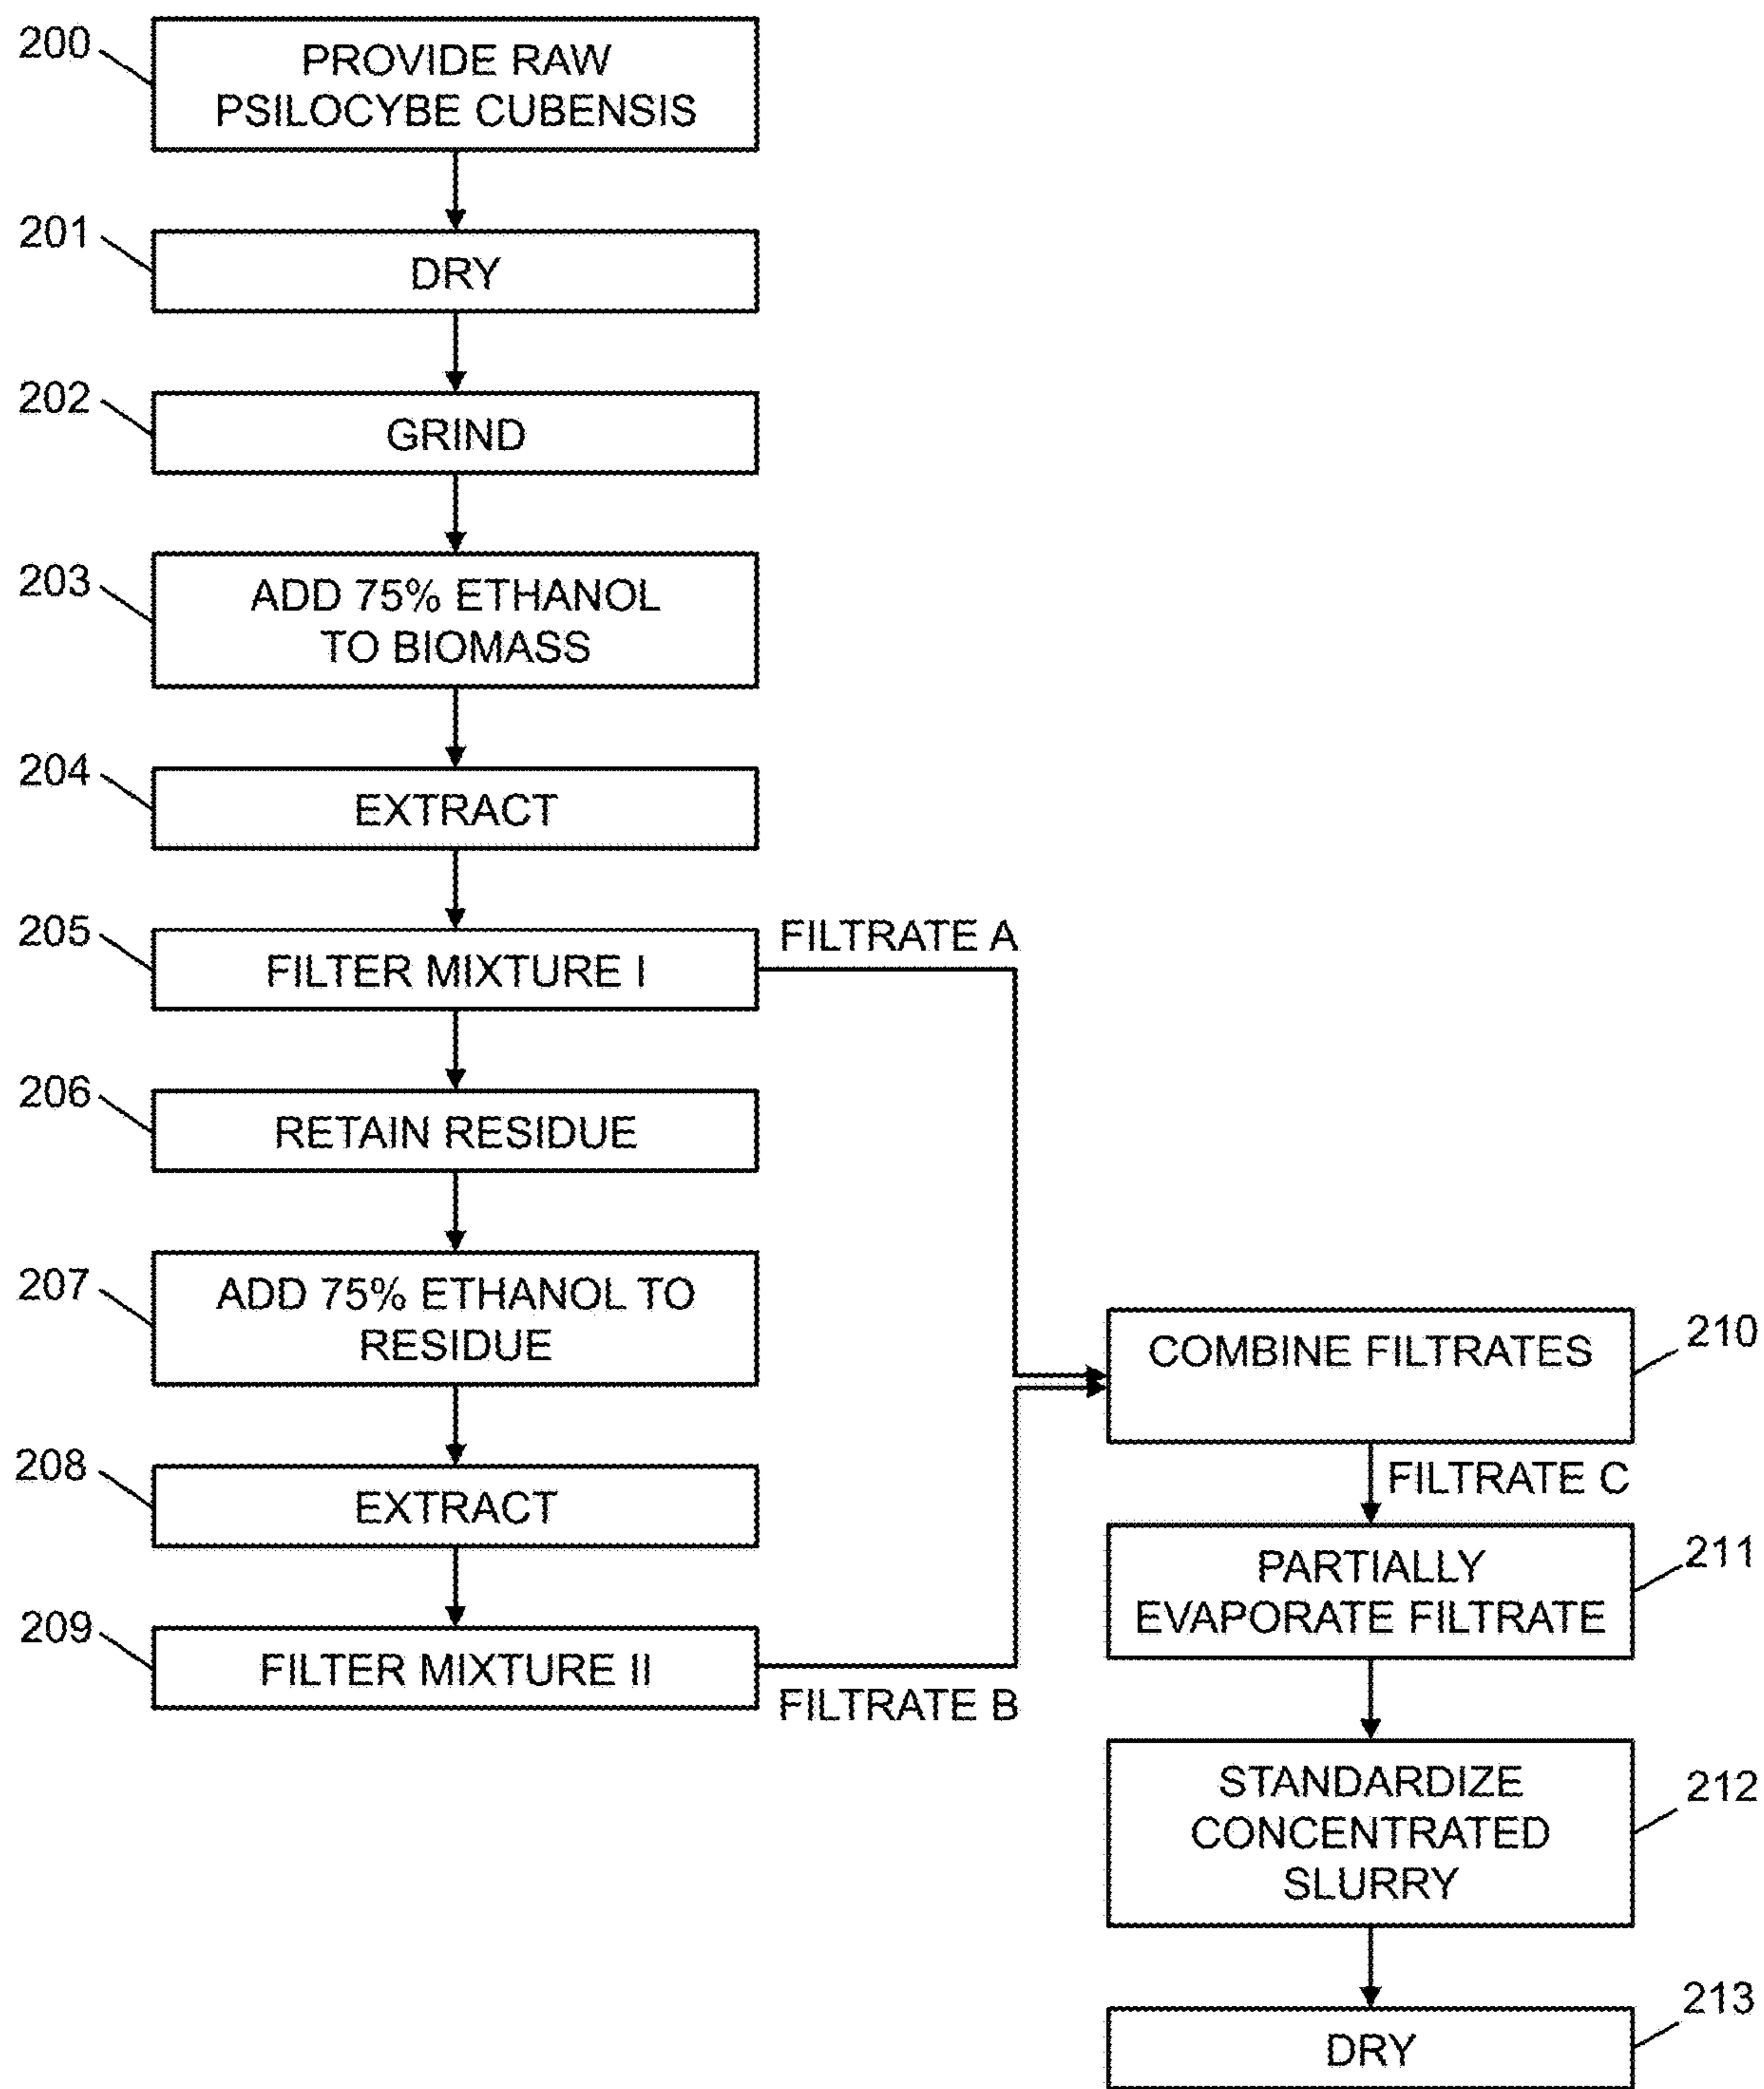 200
PROVIDE RAW
PSILOCYBE CUBENSIS
201
DRY
202
GRIND
203
ADD 75% ETHANOL
TO BIOMASS
204
EXTRACT
205
FILTER MIXTURE I
FILTRATE A
206
RETAIN RESIDUE
207
ADD 75% ETHANOL TO
RESIDUE
208
EXTRACT
209
FILTER MIXTURE II
FILTRATE B
COMBINE FILTRATES
210
FILTRATE C
PARTIALLY
EVAPORATE FILTRATE
211
STANDARDIZE
CONCENTRATED
SLURRY
212
DRY
213